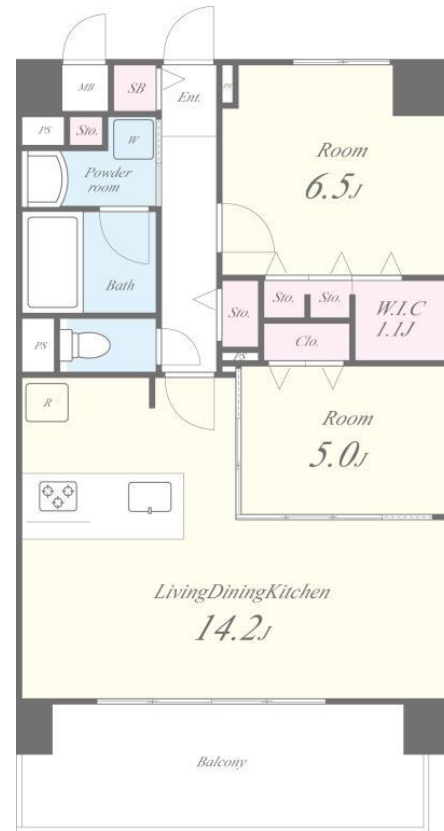 MB
SB
Ent.
PS
PS
Sto.
W
Powder
room
Room
6.5J
Bath
Sto.
Sto.
Sto.
W.I.C
1.1J
PS
PS
Clo.
R
Room
5.0J
LivingDiningKitchen
14.2J
Balcony